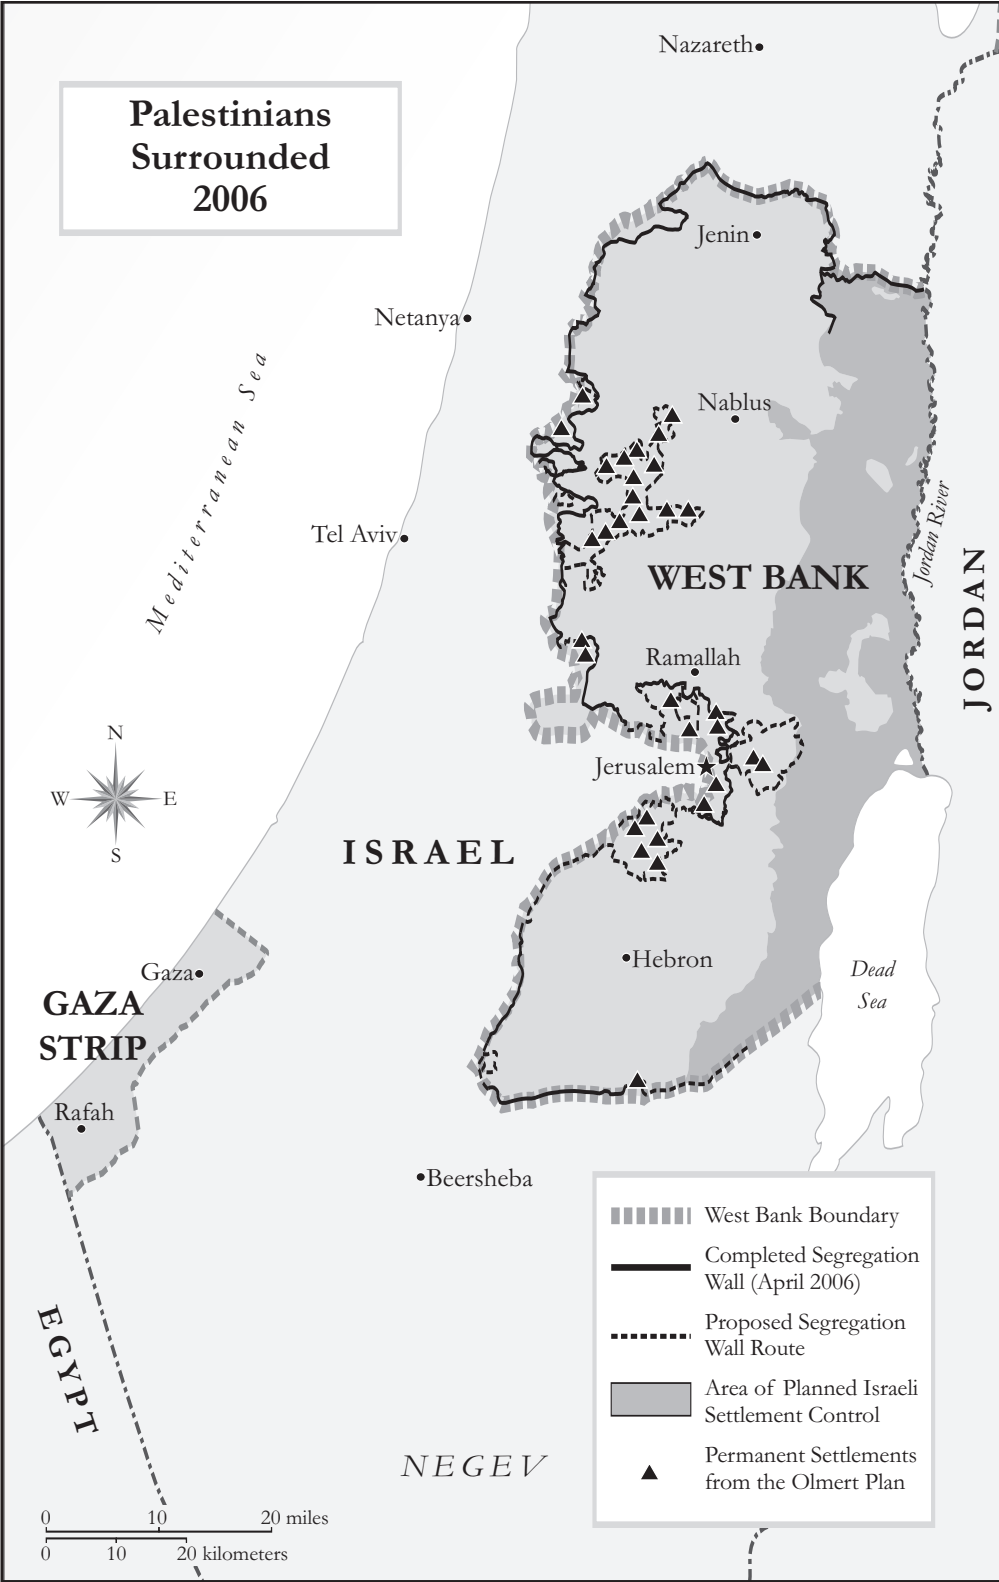 Palestinians
Surrounded
2006
Nazareth
Jenin
Netanya
Mediterranean Sea
Nablus
Tel Aviv
Jordan River
WEST BANK
JORDAN
Ramallah
N
W
E
S
Jerusalem
ISRAEL
Hebron
Dead
Sea
Gaza
GAZA
STRIP
Rafah
Beersheba
EGYPT
NEGEV
West Bank Boundary
Completed Segregation
Wall (April 2006)
Proposed Segregation
Wall Route
Area of Planned Israeli
Settlement Control
Permanent Settlements
from the Olmert Plan
0 10 20 miles
0 10 20 kilometers